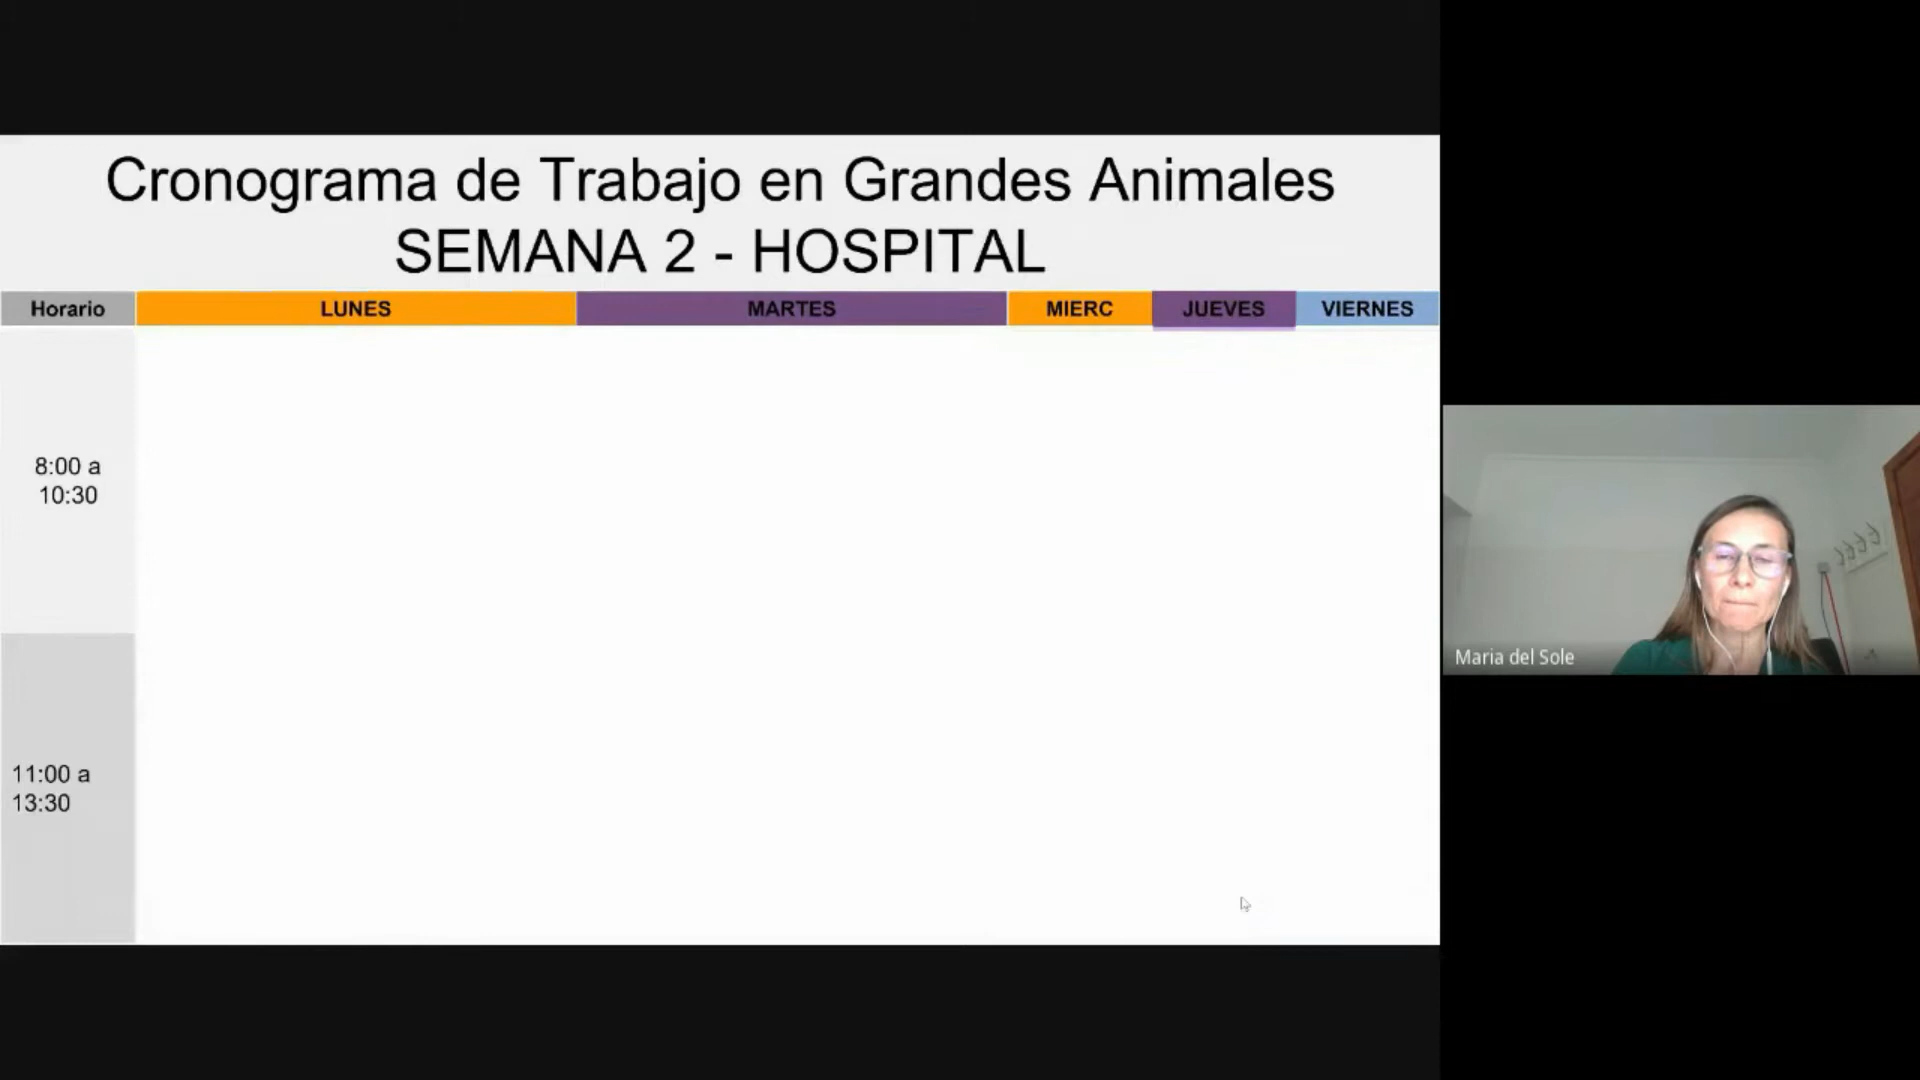 Cronograma de Trabajo en Grandes Animales
SEMANA 2 - HOSPITAL
Horario LUNES MARTES MIERC JUEVES VIERNES
8:00 a
10:30
11:00 a
13:30
Maria del Sole